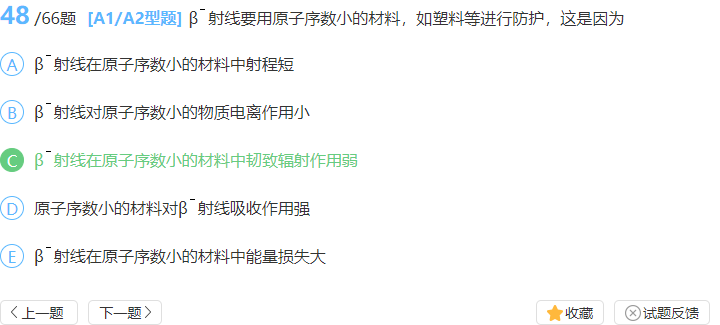 48 /66题 [A1/A2型题] β⁻射线要用原子序数小的材料，如塑料等进行防护，这是因为
A β⁻射线在原子序数小的材料中射程短
B β⁻射线对原子序数小的物质电离作用小
C β⁻射线在原子序数小的材料中韧致辐射作用弱
D 原子序数小的材料对β⁻射线吸收作用强
E β⁻射线在原子序数小的材料中能量损失大
上一题 下一题 收藏 试题反馈